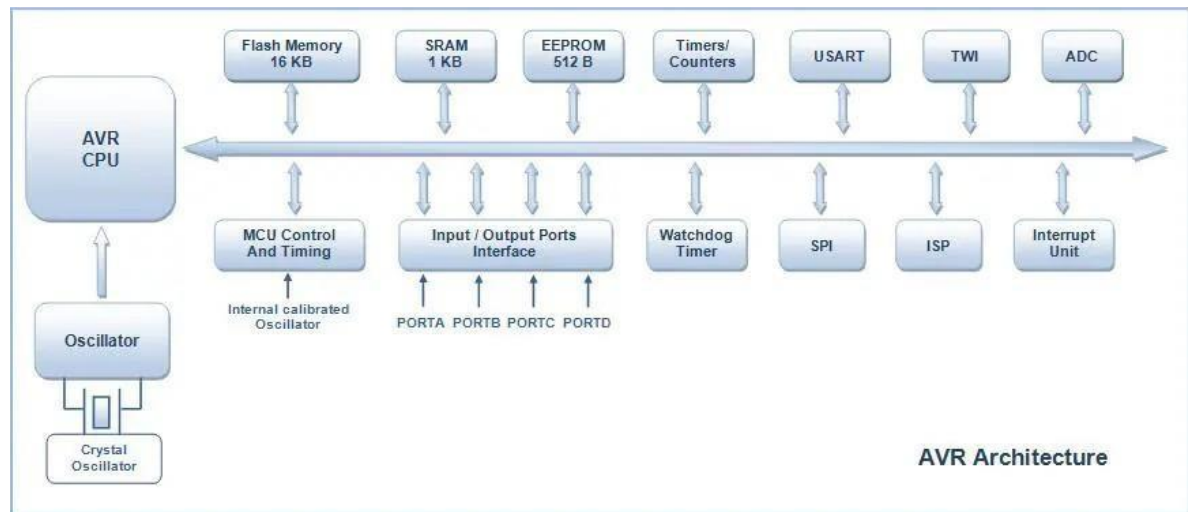 Flash Memory
16 KB
SRAM
1 KB
EEPROM
512 B
Timers/
Counters
USART
TWI
ADC
AVR
CPU
MCU Control
And Timing
Input / Output Ports
Interface
Watchdog
Timer
SPI
ISP
Interrupt
Unit
Internal calibrated
Oscillator
PORTA PORTB PORTC PORTD
Oscillator
Crystal
Oscillator
AVR Architecture